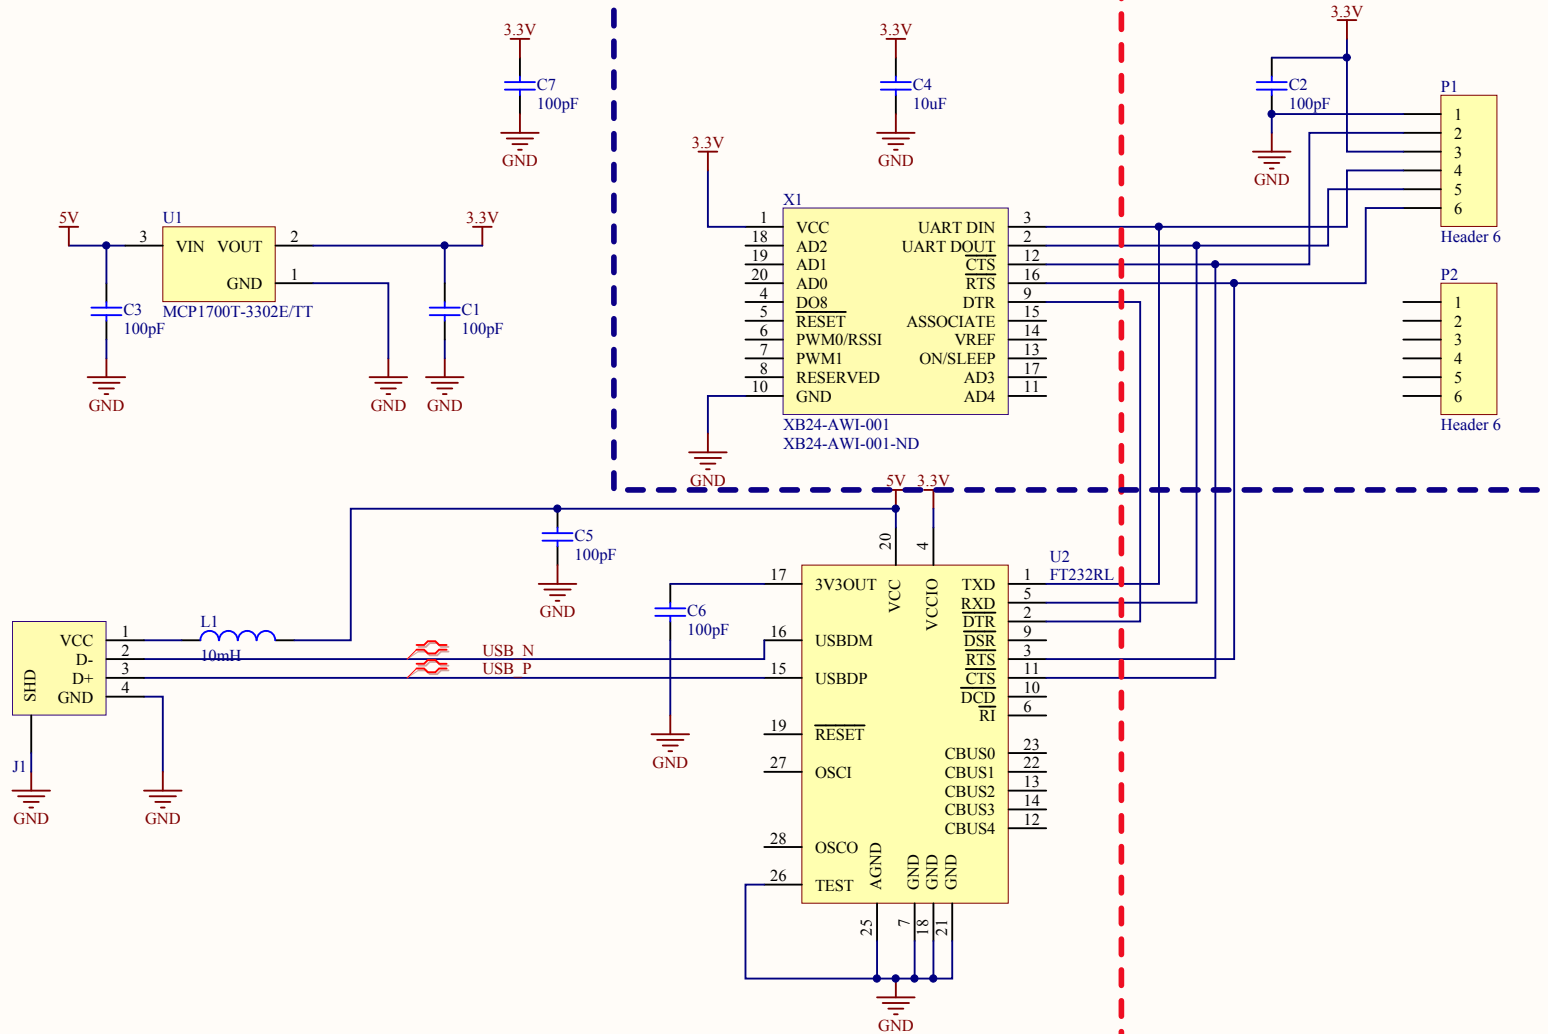 3.3V
C7
100pF
GND
3.3V
C4
10uF
GND
3.3V
C2
100pF
GND
P1
1
2
3
4
5
6
Header 6
P2
1
2
3
4
5
6
Header 6
5V
U1
3 VIN VOUT 2
GND 1
MCP1700T-3302E/TT
3.3V
C3
100pF
GND
GND
C1
100pF
GND
3.3V
X1
1 VCC UART DIN 3
18 AD2 UART DOUT 2
19 AD1 CTS 12
20 AD0 RTS 16
4 DO8 DTR 9
5 RESET ASSOCIATE 15
6 PWM0/RSSI VREF 14
7 PWM1 ON/SLEEP 13
8 RESERVED AD3 17
10 GND AD4 11
XB24-AWI-001
XB24-AWI-001-ND
GND
5V 3.3V
C5
100pF
GND
20 4
U2
FT232RL
VCC VCCIO
17 3V3OUT TXD 1
RXD 5
DTR 2
16 USBDM DSR 9
RTS 3
15 USBDP CTS 11
DCD 10
RI 6
19 RESET
CBUS0 23
27 OSCI CBUS1 22
CBUS2 13
CBUS3 14
CBUS4 12
28 OSCO
26 TEST
AGND GND GND GND
25 7 18 21
GND
C6
100pF
GND
L1
10mH
USB_N
USB_P
VCC 1
D- 2
D+ 3
GND 4
SHD
J1
GND
GND